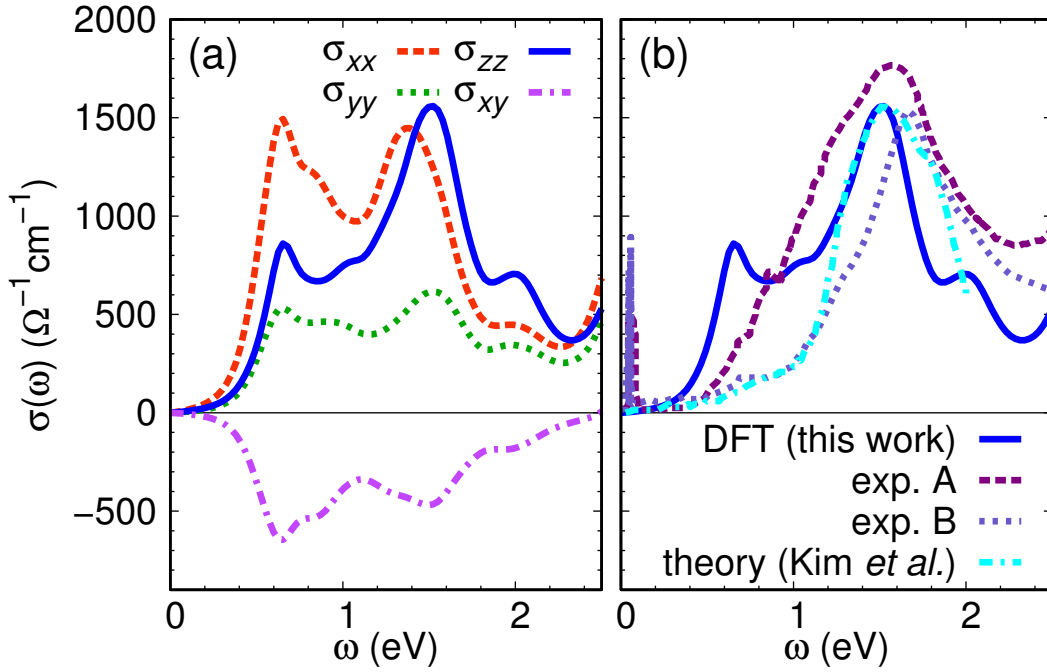 2000
1500
1000
500
0
−500
σ(ω) (Ω⁻¹cm⁻¹)
(a)
σxx σzz
σyy σxy
0 1 2
ω (eV)
(b)
DFT (this work)
exp. A
exp. B
theory (Kim et al.)
0 1 2
ω (eV)